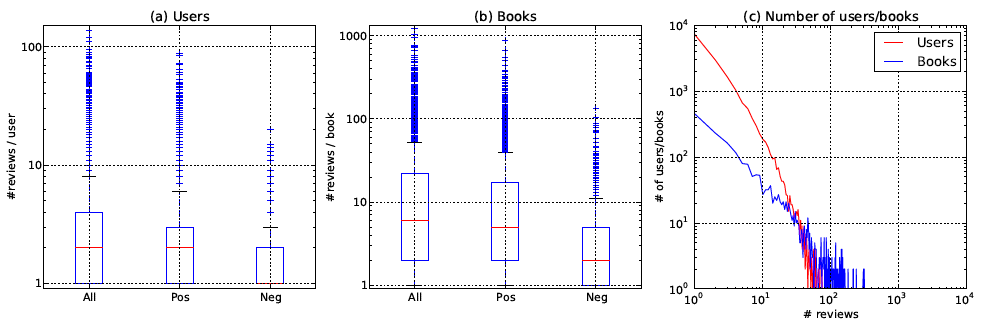 (a) Users
#reviews / user
100
10
1
All Pos Neg
(b) Books
#reviews / book
1000
100
10
1
All Pos Neg
(c) Number of users/books
# of users/books
10^4
10^3
10^2
10^1
10^0
Users
Books
10^0 10^1 10^2 10^3 10^4
# reviews